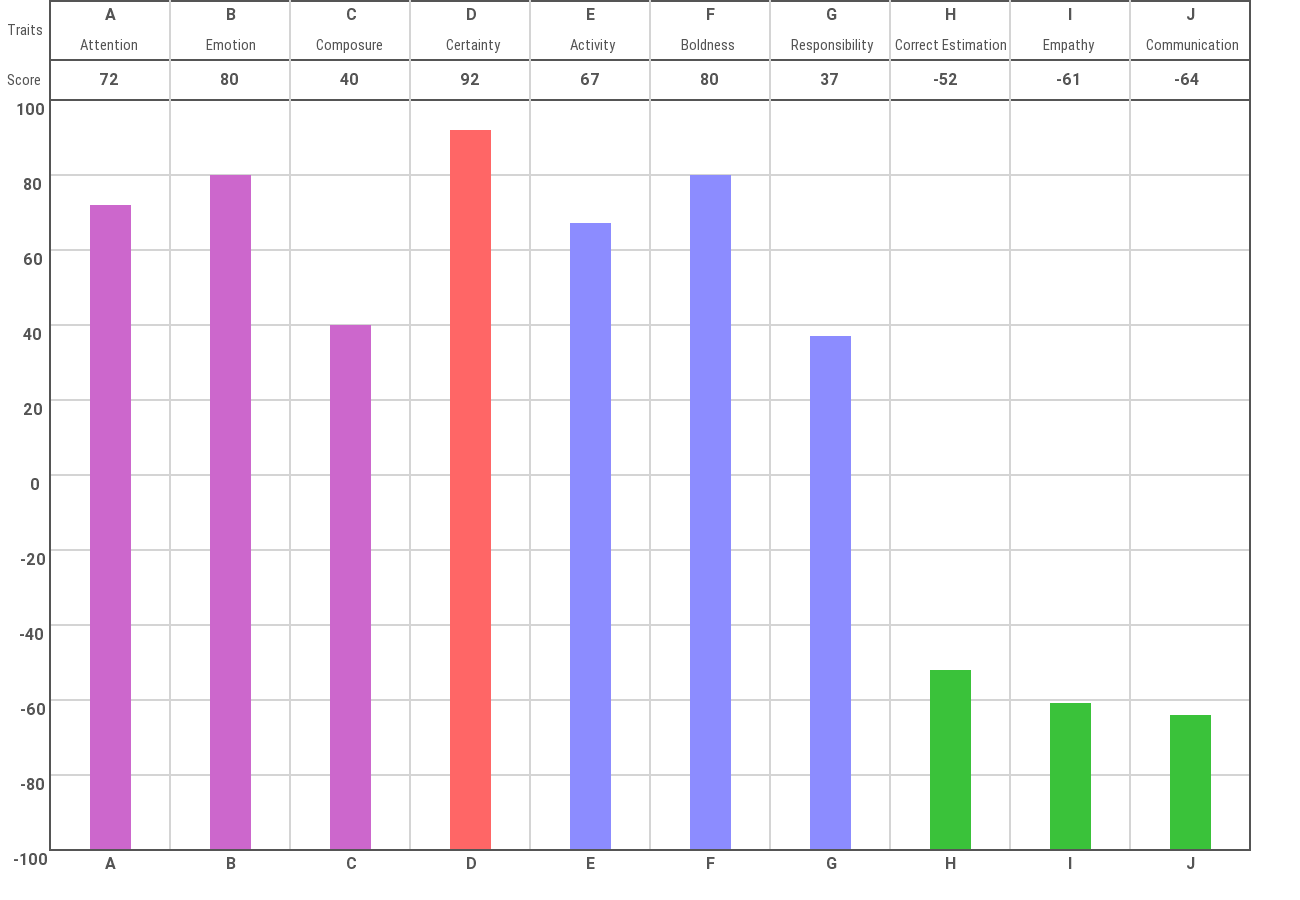 Traits A B C D E F G H I J
Attention Emotion Composure Certainty Activity Boldness Responsibility Correct Estimation Empathy Communication
Score 72 80 40 92 67 80 37 -52 -61 -64
100
80
60
40
20
0
-20
-40
-60
-80
-100
A B C D E F G H I J